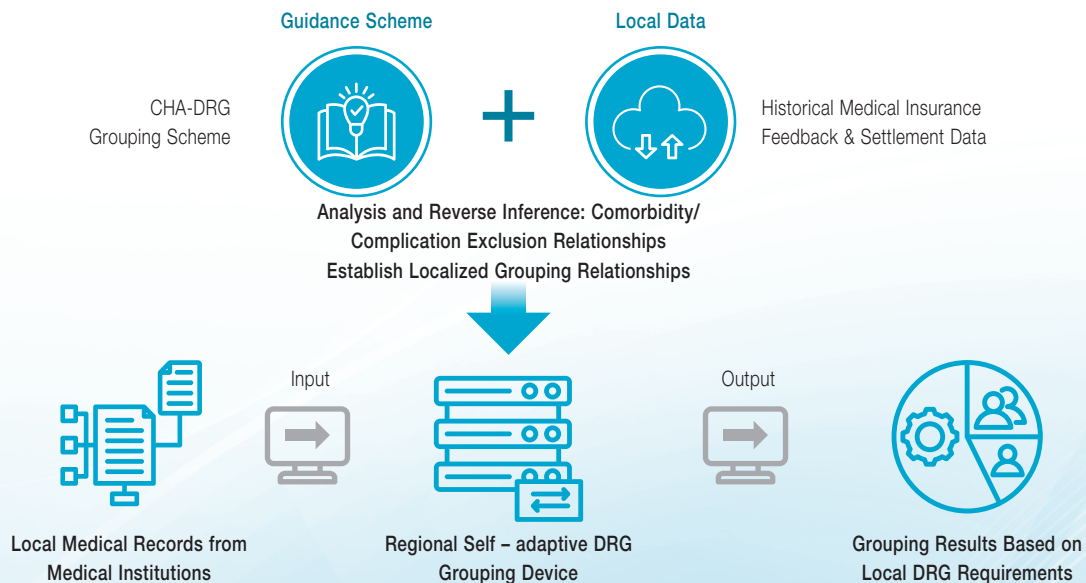 Guidance Scheme
Local Data
CHA-DRG
Grouping Scheme
Historical Medical Insurance
Feedback & Settlement Data
Analysis and Reverse Inference: Comorbidity/
Complication Exclusion Relationships
Establish Localized Grouping Relationships
Input
Output
Local Medical Records from
Medical Institutions
Regional Self – adaptive DRG
Grouping Device
Grouping Results Based on
Local DRG Requirements